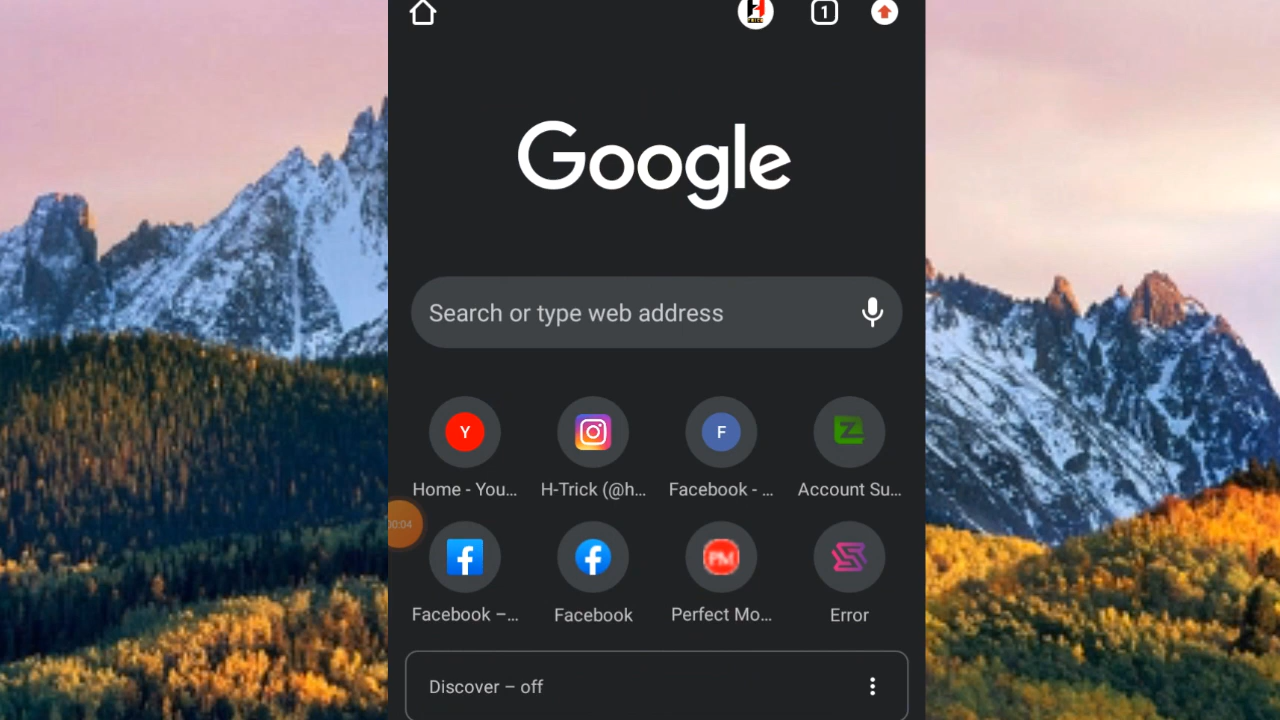 1
Google
Search or type web address
Y
F
Home - You...
H-Trick (@h...
Facebook - ...
Account Su...
00:04
PM
Facebook –...
Facebook
Perfect Mo...
Error
Discover – off